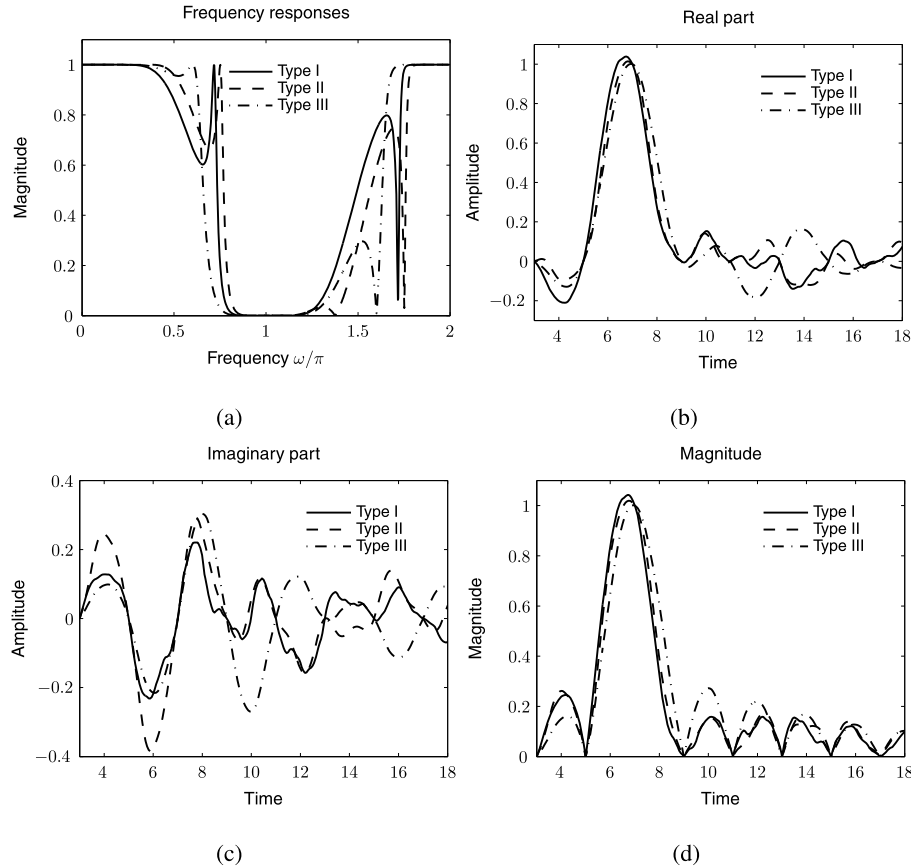 Frequency responses
Magnitude
1
0.8
0.6
0.4
0.2
0
Type I
Type II
Type III
0 0.5 1 1.5 2
Frequency ω/π
(a)
Real part
Amplitude
1
0.8
0.6
0.4
0.2
0
−0.2
Type I
Type II
Type III
4 6 8 10 12 14 16 18
Time
(b)
Imaginary part
Amplitude
0.4
0.2
0
−0.2
−0.4
Type I
Type II
Type III
4 6 8 10 12 14 16 18
Time
(c)
Magnitude
Magnitude
1
0.8
0.6
0.4
0.2
0
Type I
Type II
Type III
4 6 8 10 12 14 16 18
Time
(d)